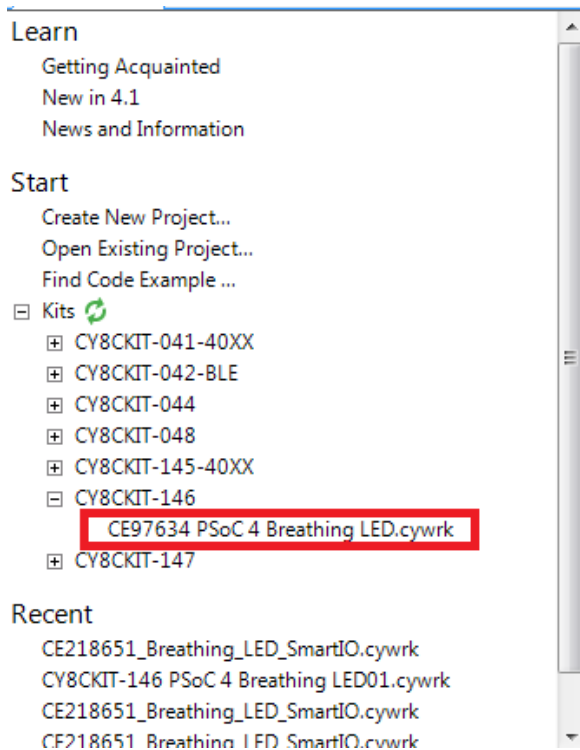 Learn
Getting Acquainted
New in 4.1
News and Information
Start
Create New Project...
Open Existing Project...
Find Code Example ...
Kits
CY8CKIT-041-40XX
CY8CKIT-042-BLE
CY8CKIT-044
CY8CKIT-048
CY8CKIT-145-40XX
CY8CKIT-146
CE97634 PSoC 4 Breathing LED.cywrk
CY8CKIT-147
Recent
CE218651_Breathing_LED_SmartIO.cywrk
CY8CKIT-146 PSoC 4 Breathing LED01.cywrk
CE218651_Breathing_LED_SmartIO.cywrk
CE218651_Breathing_LED_SmartIO.cywrk